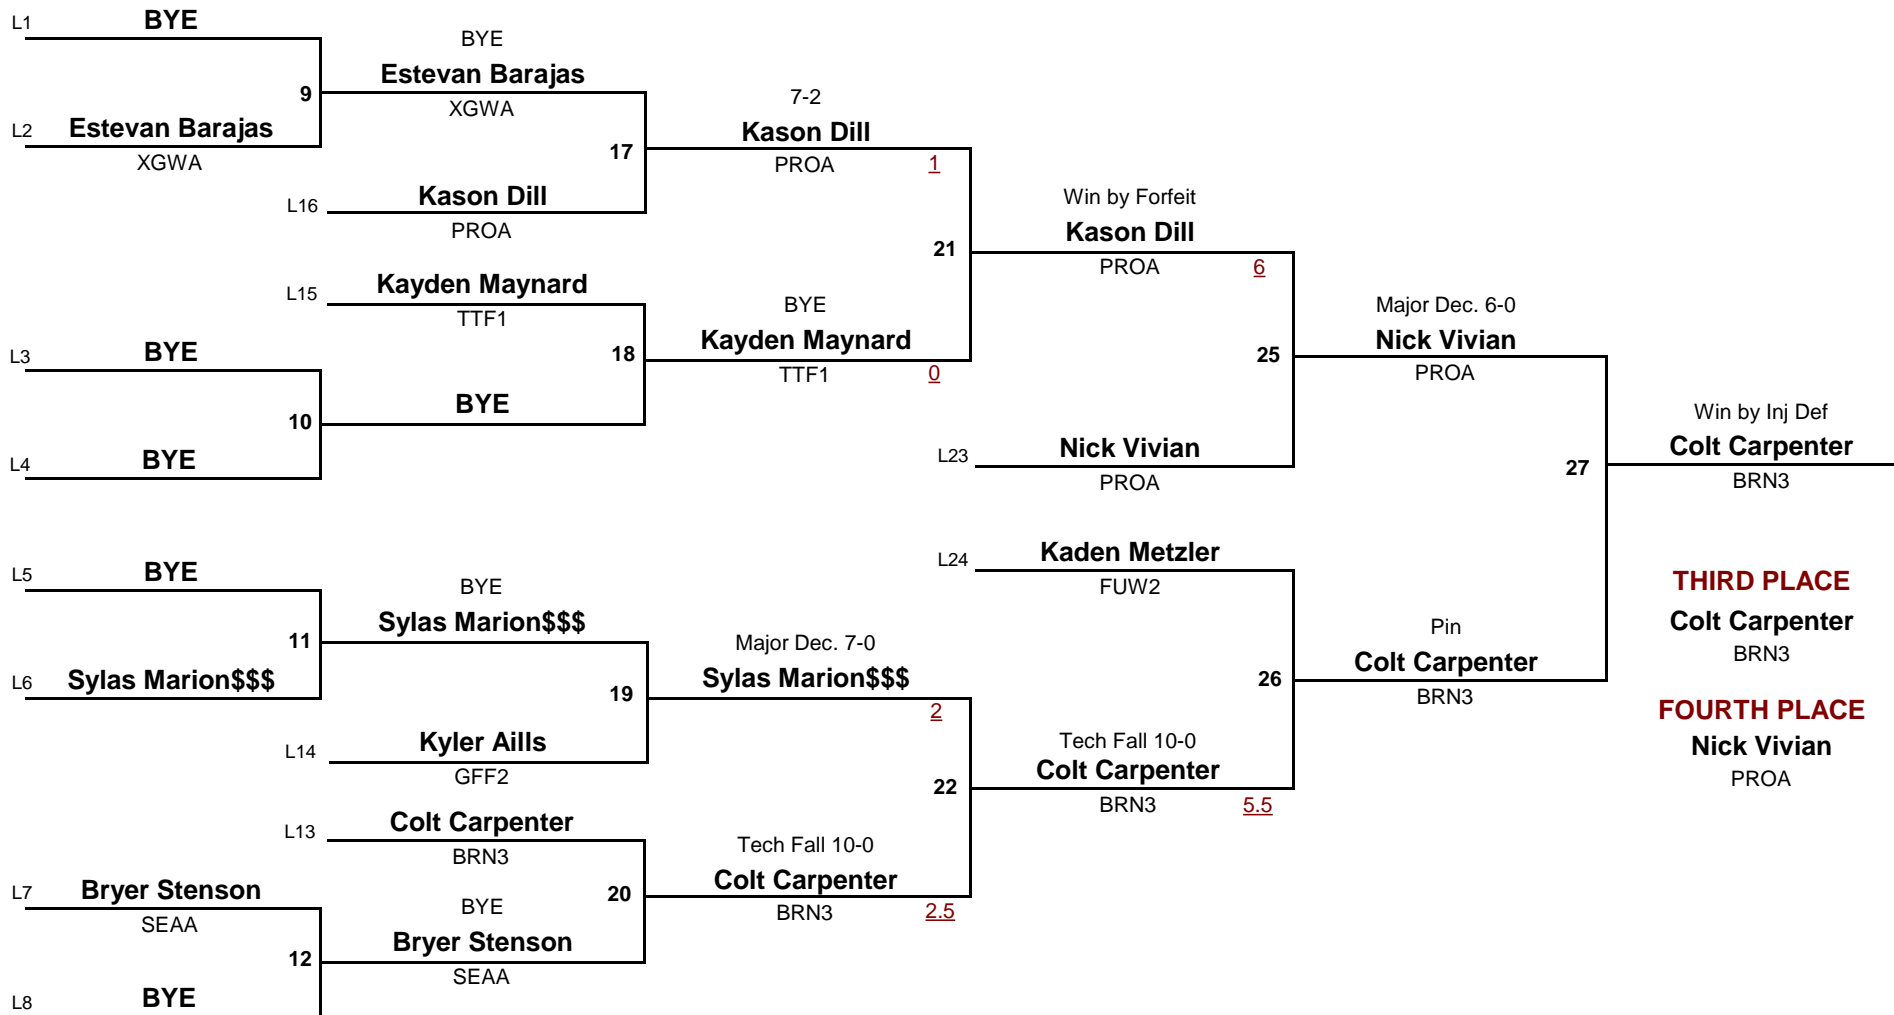 L1 BYE
BYE
Estevan Barajas
9
XGWA
L2 Estevan Barajas
XGWA
7-2
Kason Dill
17
PROA 1
L16 Kason Dill
PROA
Win by Forfeit
Kason Dill
21
PROA 6
L15 Kayden Maynard
TTF1
BYE
Kayden Maynard
18
TTF1 0
L3 BYE
10
BYE
L4 BYE
Major Dec. 6-0
Nick Vivian
25
PROA
L23 Nick Vivian
PROA
Win by Inj Def
Colt Carpenter
27
BRN3
L24 Kaden Metzler
FUW2
L5 BYE
BYE
Sylas Marion$$$
11
L6 Sylas Marion$$$
Major Dec. 7-0
Sylas Marion$$$
19
2
L14 Kyler Aills
GFF2
Pin
Colt Carpenter
26
BRN3
Tech Fall 10-0
Colt Carpenter
22
BRN3 5.5
L13 Colt Carpenter
BRN3
Tech Fall 10-0
Colt Carpenter
20
BRN3 2.5
L7 Bryer Stenson
SEAA
BYE
Bryer Stenson
12
SEAA
L8 BYE
THIRD PLACE
Colt Carpenter
BRN3
FOURTH PLACE
Nick Vivian
PROA